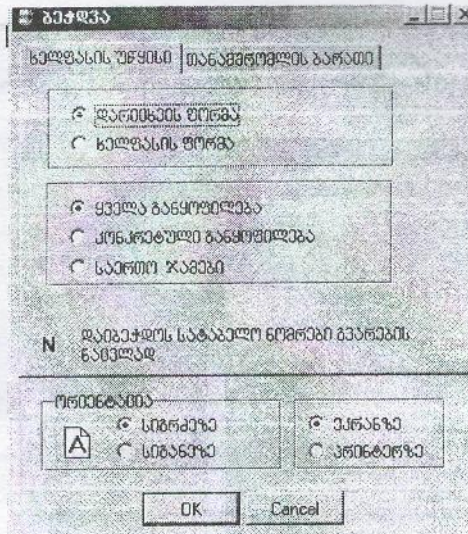 ბეჭდვა
ხელფასის უწყისი თანამშრომლის ბარათი
დარიცხვის ფორმა
ხელფასის ფორმა
ყველა განყოფილება
კონკრეტული განყოფილება
საერთო ჯამები
N დაიბეჭდოს სატაბელო ნომრები გვარების
ნაცვლად
ორიენტაცია
A
სიგრძეზე
სიგანეზე
ეკრანზე
პრინტერზე
OK Cancel